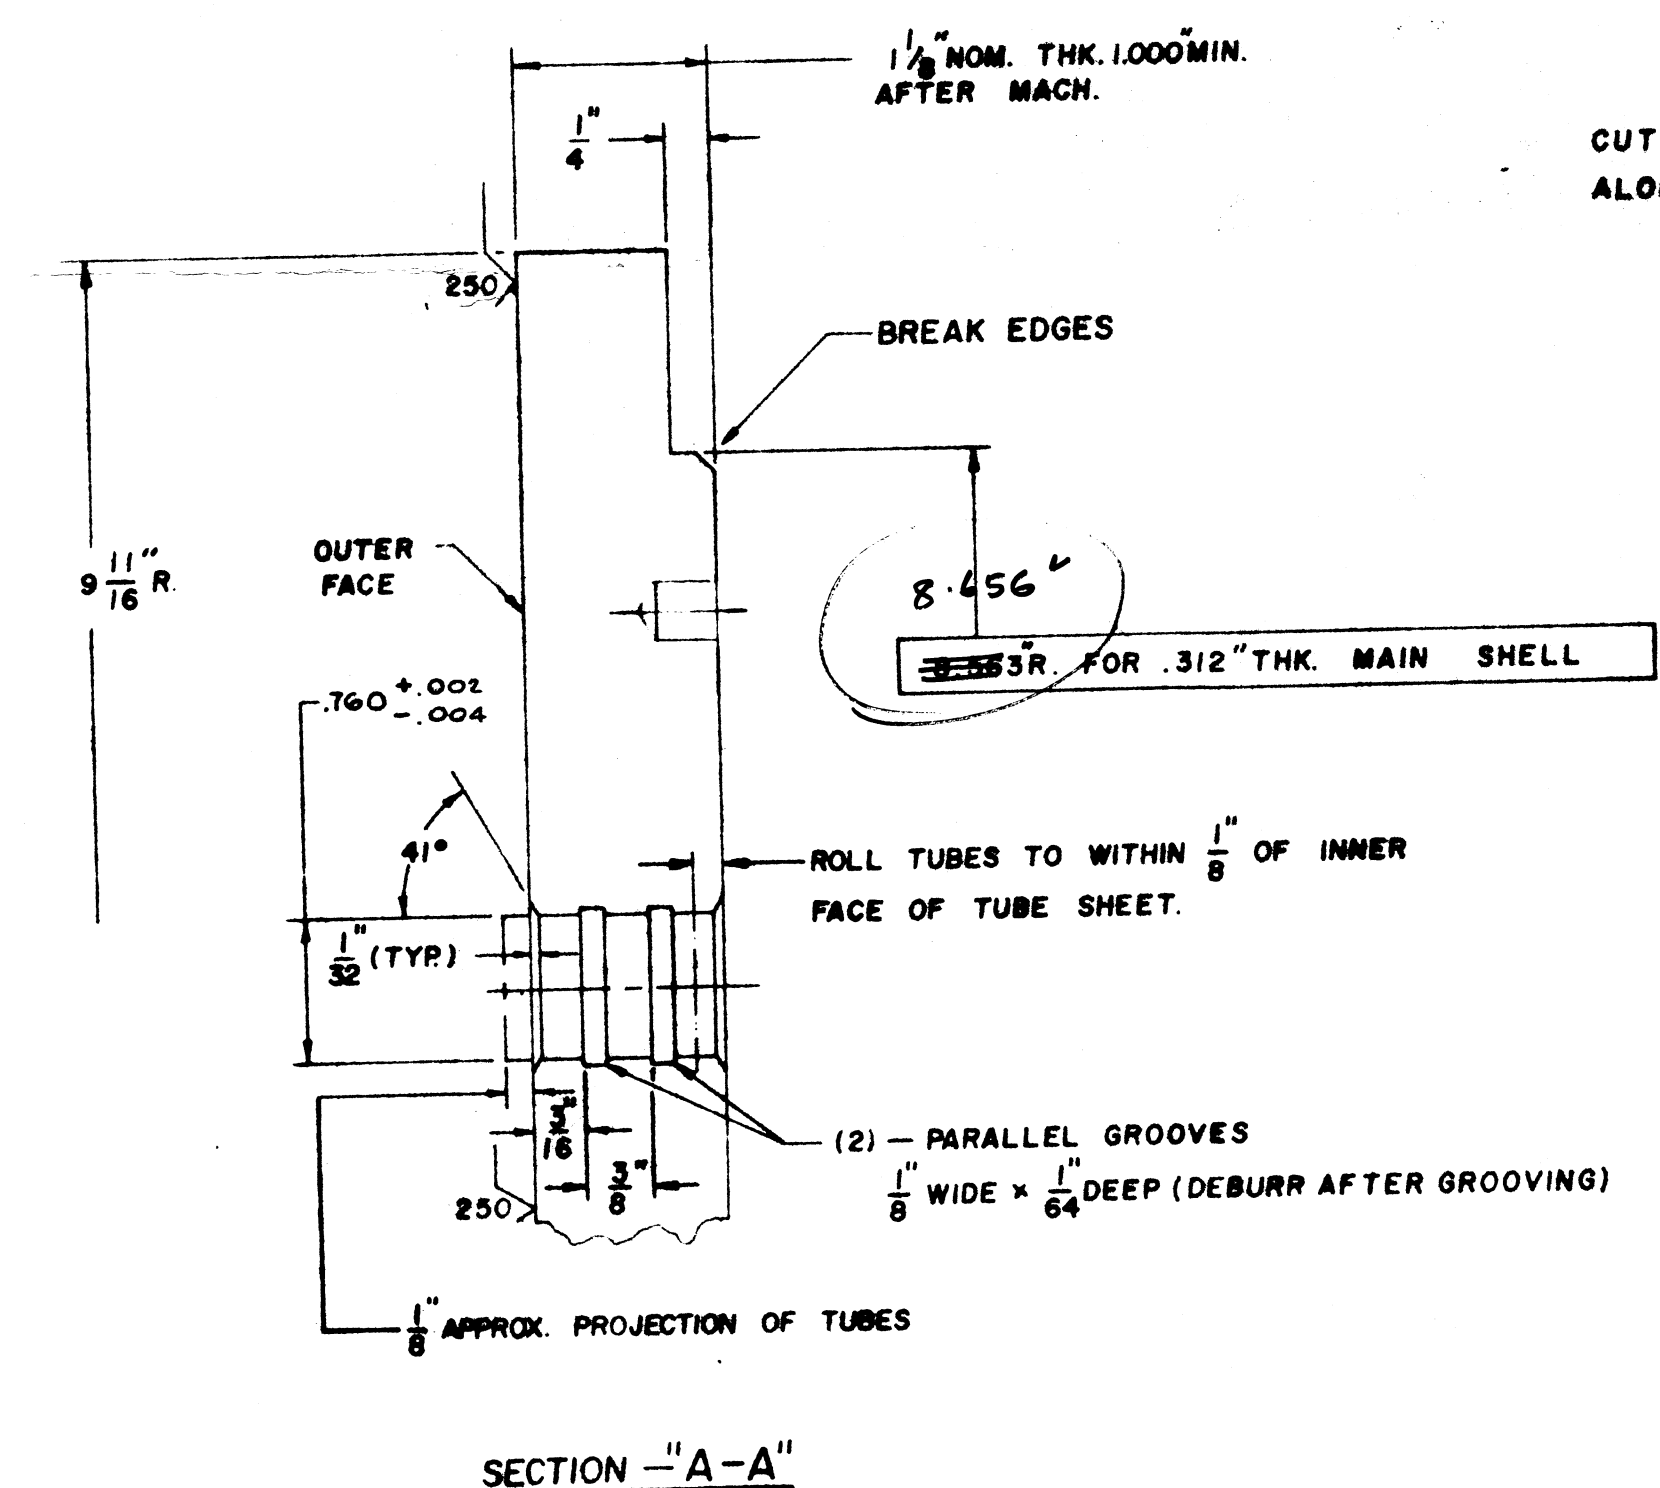 1 1/8" NOM. THK. 1.000" MIN.
AFTER MACH.
1/4"
CUT
ALO
250
BREAK EDGES
OUTER
FACE
9 11/16" R.
8.656"
8.563" R. FOR .312" THK. MAIN SHELL
.760 +.002
-.004
41°
ROLL TUBES TO WITHIN 1/8" OF INNER
FACE OF TUBE SHEET.
1/32" (TYP.)
(2) — PARALLEL GROOVES
1/8" WIDE x 1/64" DEEP (DEBURR AFTER GROOVING)
3/8"
250
1/8" APPROX. PROJECTION OF TUBES
SECTION — "A-A"